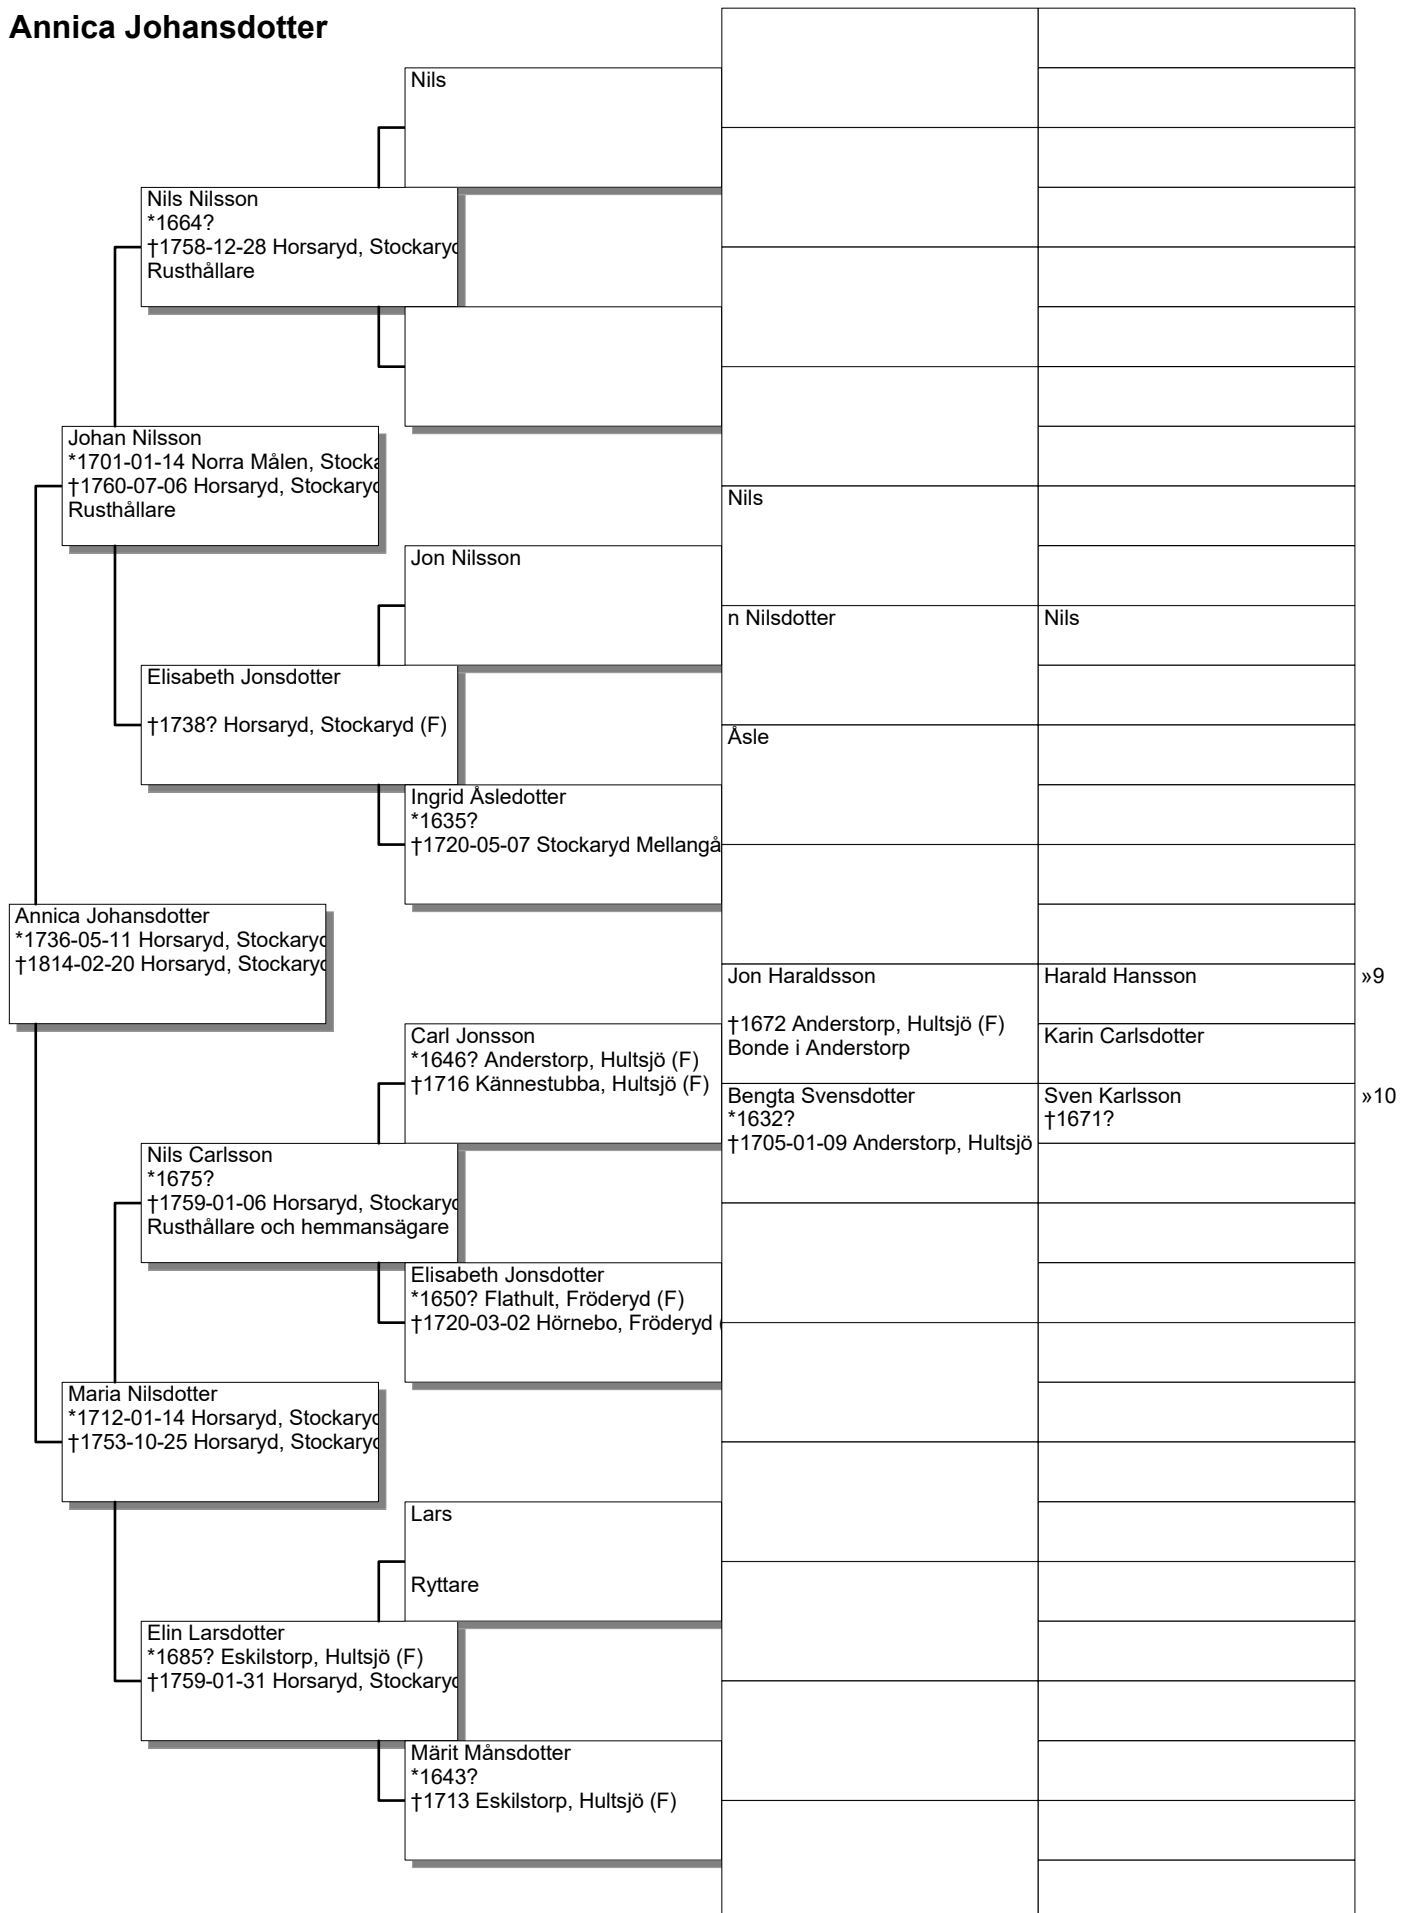 Annica Johansdotter
Nils
Nils Nilsson
*1664?
†1758-12-28 Horsaryd, Stockaryd
Rusthållare
Johan Nilsson
*1701-01-14 Norra Målen, Stocka
†1760-07-06 Horsaryd, Stockaryd
Rusthållare
Nils
Jon Nilsson
n Nilsdotter
Nils
Elisabeth Jonsdotter
†1738? Horsaryd, Stockaryd (F)
Åsle
Ingrid Åsledotter
*1635?
†1720-05-07 Stockaryd Mellangå
Annica Johansdotter
*1736-05-11 Horsaryd, Stockaryd
†1814-02-20 Horsaryd, Stockaryd
Jon Haraldsson
†1672 Anderstorp, Hultsjö (F)
Bonde i Anderstorp
Harald Hansson
»9
Karin Carlsdotter
Carl Jonsson
*1646? Anderstorp, Hultsjö (F)
†1716 Kännestubba, Hultsjö (F)
Bengta Svensdotter
*1632?
†1705-01-09 Anderstorp, Hultsjö
Sven Karlsson
†1671?
»10
Nils Carlsson
*1675?
†1759-01-06 Horsaryd, Stockaryd
Rusthållare och hemmansägare
Elisabeth Jonsdotter
*1650? Flathult, Fröderyd (F)
†1720-03-02 Hörnebo, Fröderyd (
Maria Nilsdotter
*1712-01-14 Horsaryd, Stockaryd
†1753-10-25 Horsaryd, Stockaryd
Lars
Ryttare
Elin Larsdotter
*1685? Eskilstorp, Hultsjö (F)
†1759-01-31 Horsaryd, Stockaryd
Märit Månsdotter
*1643?
†1713 Eskilstorp, Hultsjö (F)